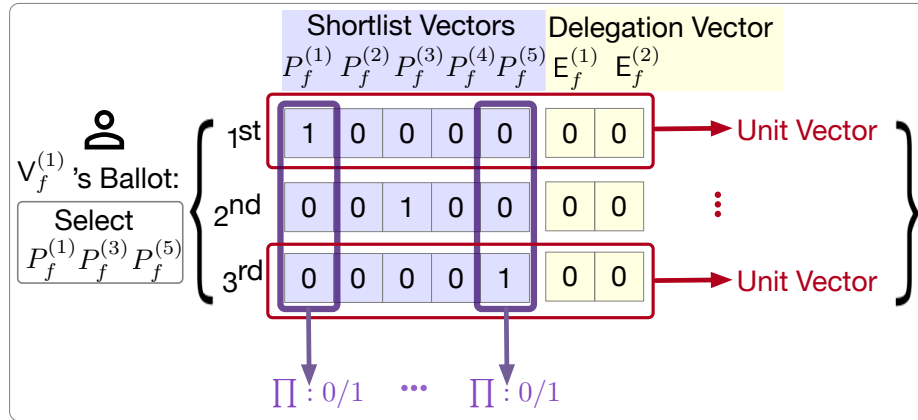 Shortlist Vectors Delegation Vector
P_f^{(1)} P_f^{(2)} P_f^{(3)} P_f^{(4)} P_f^{(5)} E_f^{(1)} E_f^{(2)}
1st 1 0 0 0 0 0 0 Unit Vector
V_f^{(1)} 's Ballot:
2nd 0 0 1 0 0 0 0 ⋮
Select
P_f^{(1)} P_f^{(3)} P_f^{(5)}
3rd 0 0 0 0 1 0 0 Unit Vector
∏ : 0/1 ··· ∏ : 0/1